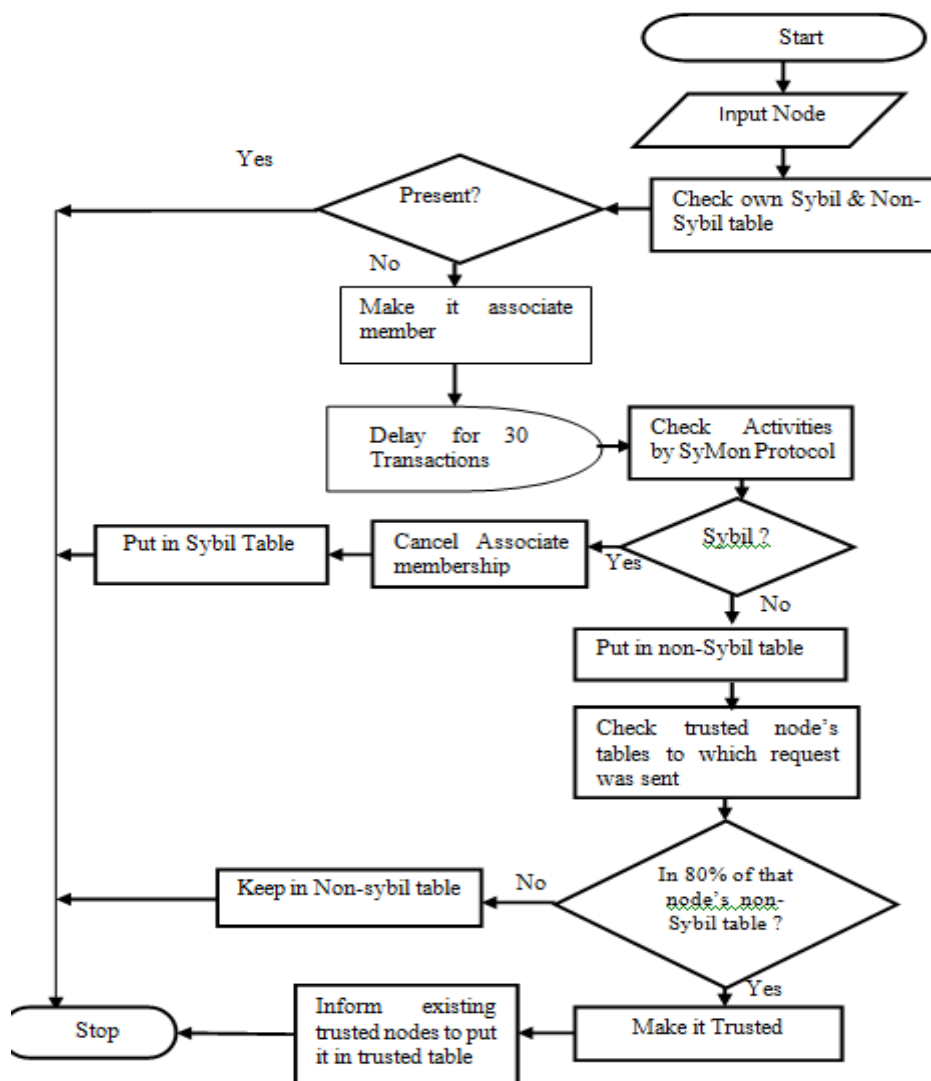 Start
Input Node
Check own Sybil & Non-
Sybil table
Present?
Yes
No
Make it associate
member
Delay for 30
Transactions
Check Activities
by SyMon Protocol
Sybil ?
Yes
Cancel Associate
membership
Put in Sybil Table
No
Put in non-Sybil table
Check trusted node's
tables to which request
was sent
In 80% of that
node's non-
Sybil table ?
No
Keep in Non-sybil table
Yes
Make it Trusted
Inform existing
trusted nodes to put
it in trusted table
Stop